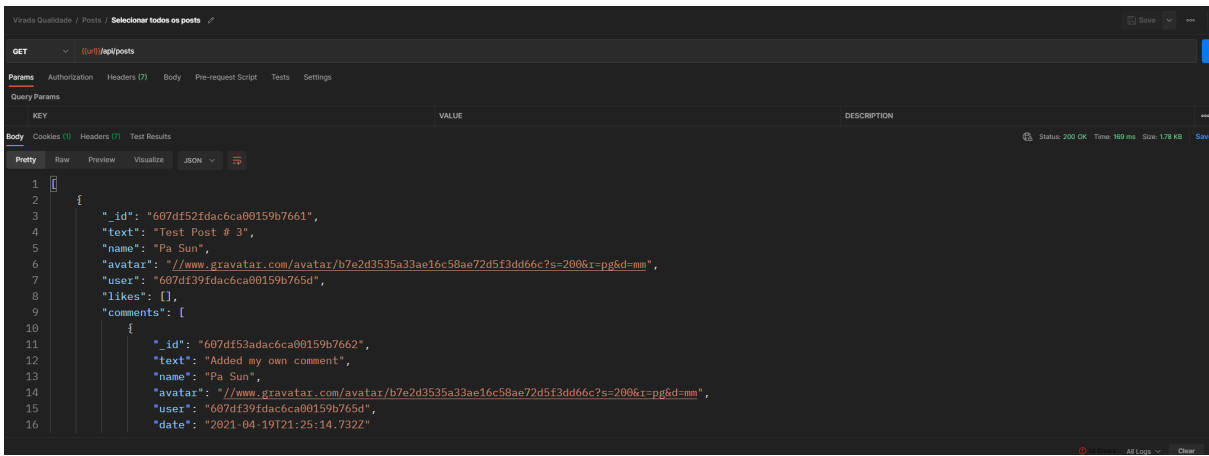 Virada Qualidade / Posts / Selecionar todos os posts
Save
GET {{url}}/api/posts
Params Authorization Headers (7) Body Pre-request Script Tests Settings
Query Params
KEY VALUE DESCRIPTION
Body Cookies (1) Headers (7) Test Results Status: 200 OK Time: 169 ms Size: 1.78 KB
Pretty Raw Preview Visualize JSON
1 [
2 {
3 "_id": "607df52fdac6ca00159b7661",
4 "text": "Test Post # 3",
5 "name": "Pa Sun",
6 "avatar": "//www.gravatar.com/avatar/b7e2d3535a33ae16c58ae72d5f3dd66c?s=200&r=pg&d=mm",
7 "user": "607df39fdac6ca00159b765d",
8 "likes": [],
9 "comments": [
10 {
11 "_id": "607df53adac6ca00159b7662",
12 "text": "Added my own comment",
13 "name": "Pa Sun",
14 "avatar": "//www.gravatar.com/avatar/b7e2d3535a33ae16c58ae72d5f3dd66c?s=200&r=pg&d=mm",
15 "user": "607df39fdac6ca00159b765d",
16 "date": "2021-04-19T21:25:14.732Z"
All Logs Clear